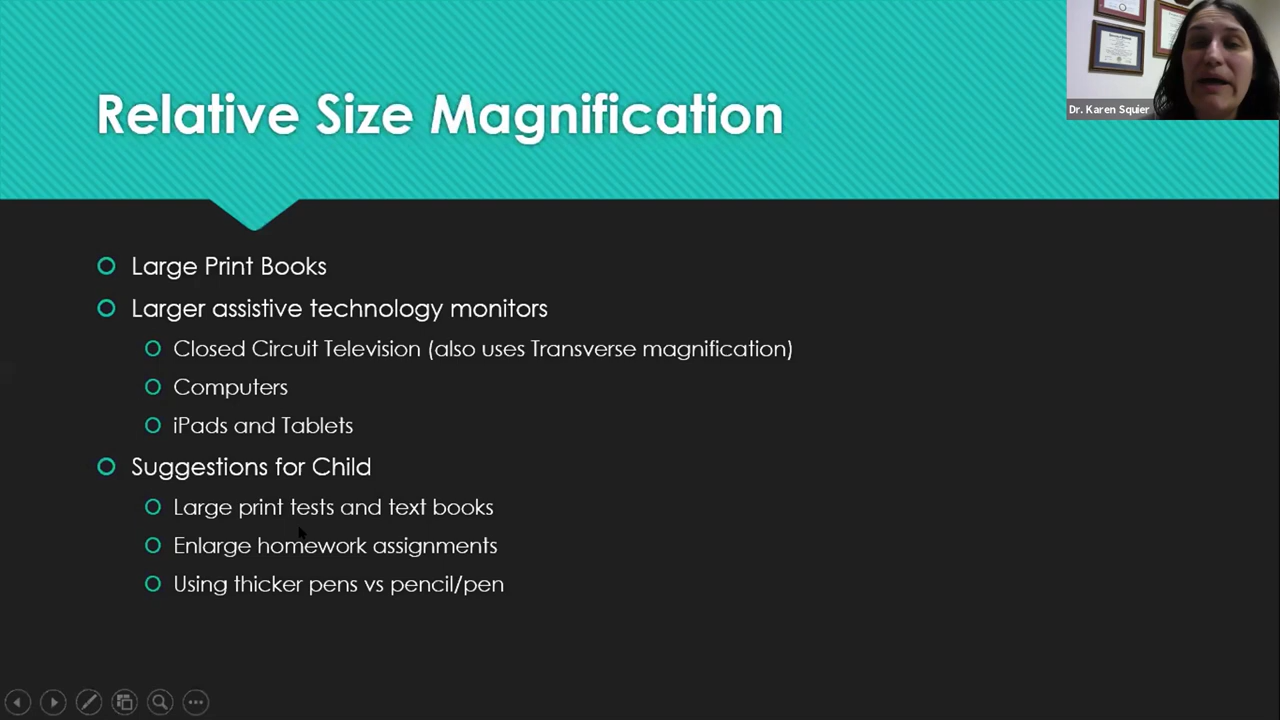 Relative Size Magnification
Dr. Karen Squier
Large Print Books
Larger assistive technology monitors
Closed Circuit Television (also uses Transverse magnification)
Computers
iPads and Tablets
Suggestions for Child
Large print tests and text books
Enlarge homework assignments
Using thicker pens vs pencil/pen